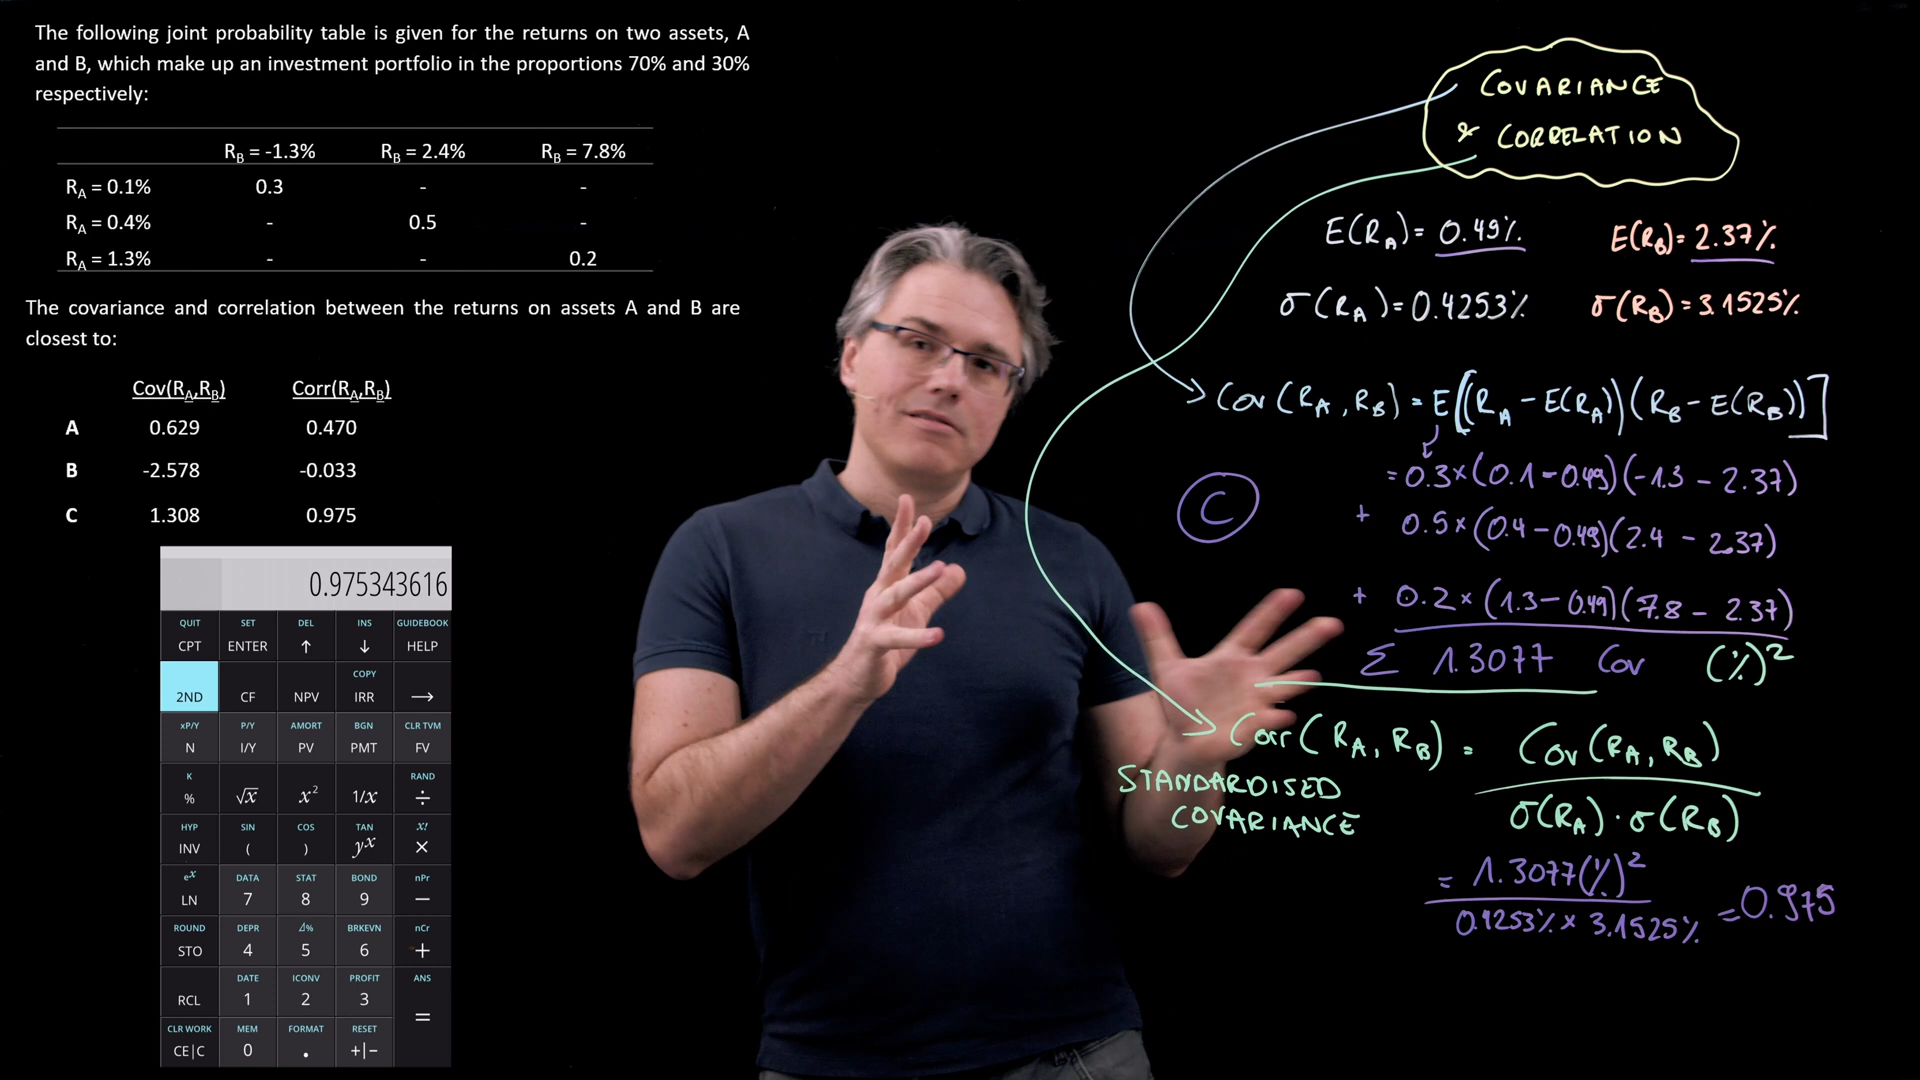 The following joint probability table is given for the returns on two assets, A
and B, which make up an investment portfolio in the proportions 70% and 30%
respectively:
R_B = -1.3% R_B = 2.4% R_B = 7.8%
R_A = 0.1% 0.3 - -
R_A = 0.4% - 0.5 -
R_A = 1.3% - - 0.2
The covariance and correlation between the returns on assets A and B are
closest to:
Cov(R_A,R_B) Corr(R_A,R_B)
A 0.629 0.470
B -2.578 -0.033
C 1.308 0.975
0.975343616
QUIT SET DEL INS GUIDEBOOK
CPT ENTER ↑ ↓ HELP
COPY
2ND CF NPV IRR →
xP/Y P/Y AMORT BGN CLR TVM
N I/Y PV PMT FV
K RAND
% √x x² 1/x ÷
HYP SIN COS TAN x!
INV ( ) yˣ ×
eˣ DATA STAT BOND nPr
LN 7 8 9 −
ROUND DEPR Δ% BRKEVN nCr
STO 4 5 6 +
DATE ICONV PROFIT ANS
RCL 1 2 3 =
CLR WORK MEM FORMAT RESET
CE|C 0 . +|−
COVARIANCE
& CORRELATION
E(R_A) = 0.49% E(R_B) = 2.37%
σ(R_A) = 0.4253% σ(R_B) = 3.1525%
Cov(R_A, R_B) = E[(R_A - E(R_A))(R_B - E(R_B))]
= 0.3×(0.1-0.49)(-1.3 - 2.37)
C
+ 0.5×(0.4-0.49)(2.4 - 2.37)
+ 0.2×(1.3-0.49)(7.8 - 2.37)
Σ 1.3077 Cov (%)²
Corr(R_A, R_B) = Cov(R_A, R_B)
STANDARDISED
COVARIANCE
σ(R_A)·σ(R_B)
= 1.3077(%)²
0.4253% × 3.1525% = 0.975